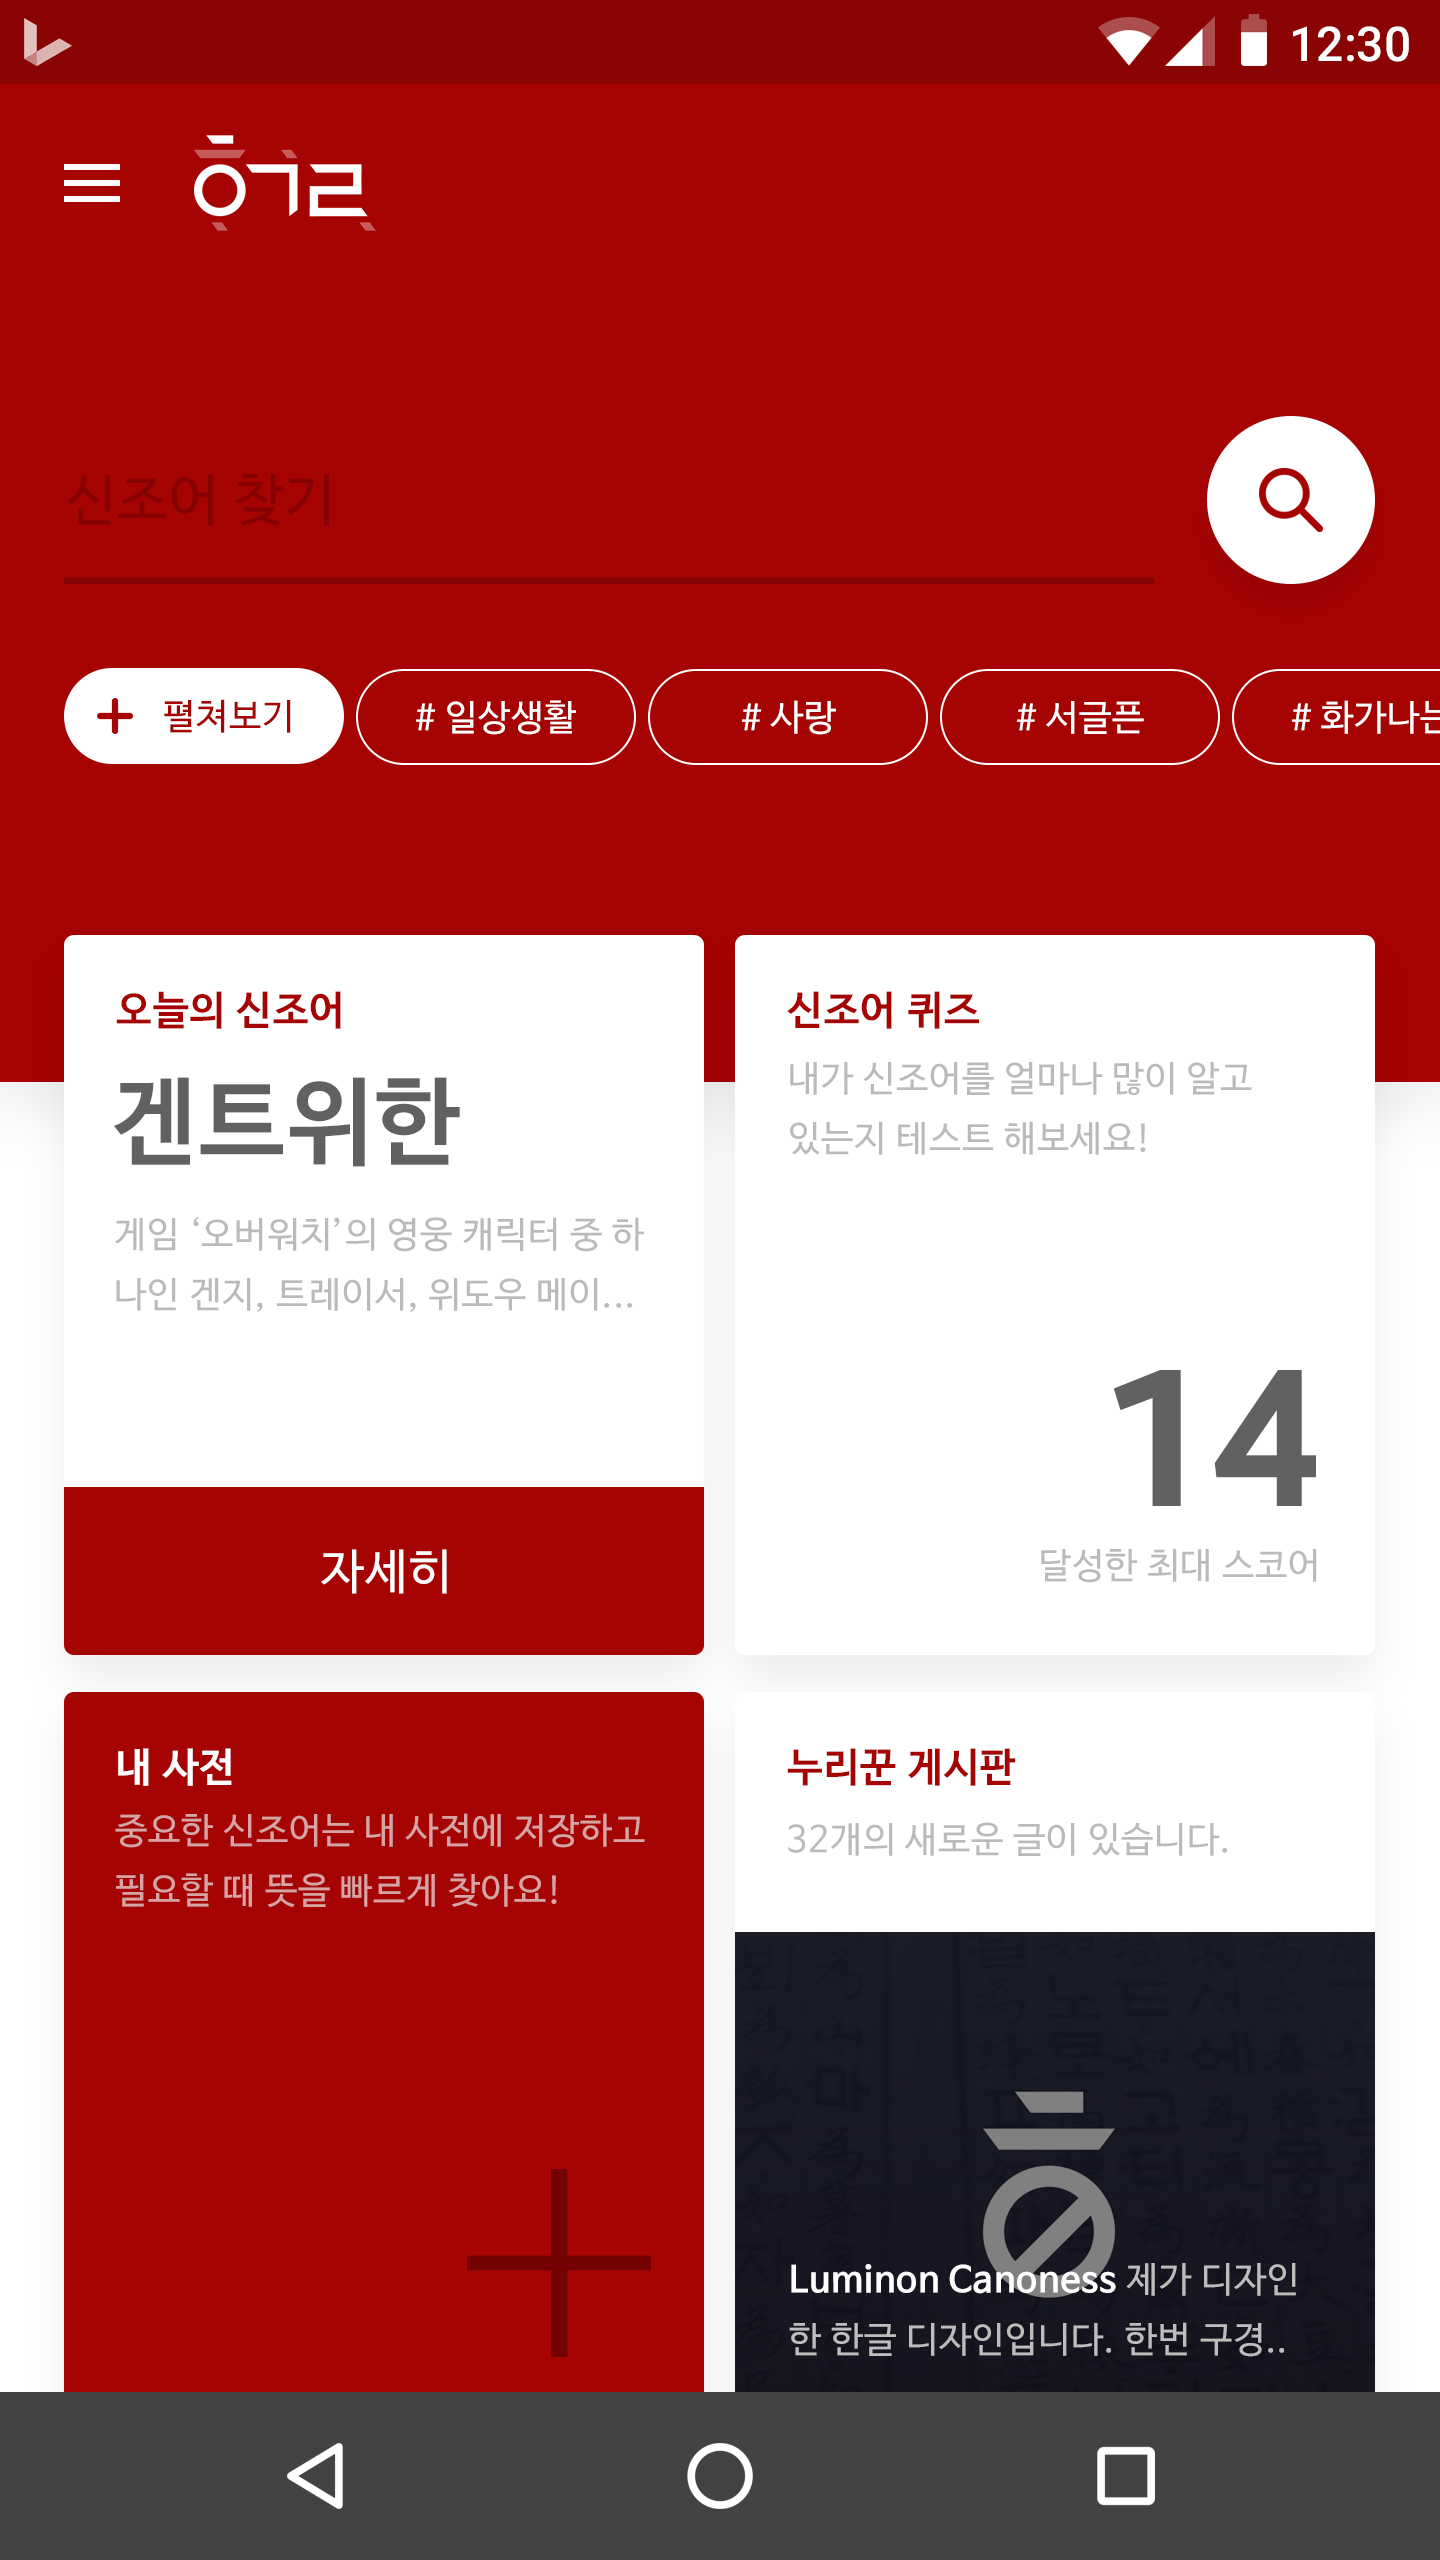 12:30
신조어 찾기
펼쳐보기
# 일상생활
# 사랑
# 서글픈
# 화가나는
오늘의 신조어
겐트위한
게임 ‘오버워치’의 영웅 캐릭터 중 하
나인 겐지, 트레이서, 위도우 메이...
자세히
신조어 퀴즈
내가 신조어를 얼마나 많이 알고
있는지 테스트 해보세요!
14
달성한 최대 스코어
내 사전
중요한 신조어는 내 사전에 저장하고
필요할 때 뜻을 빠르게 찾아요!
누리꾼 게시판
32개의 새로운 글이 있습니다.
Luminon Canoness 제가 디자인
한 한글 디자인입니다. 한번 구경..